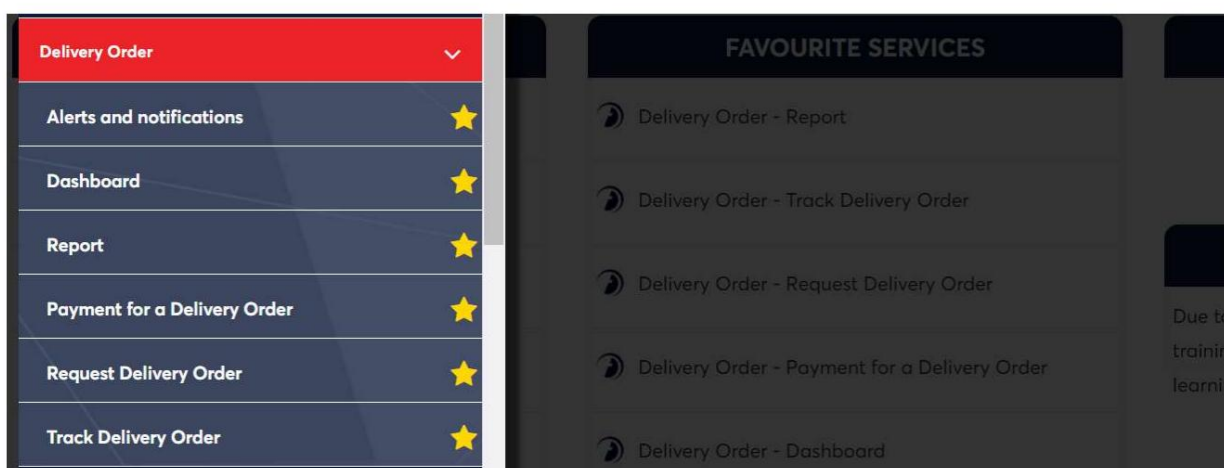 Delivery Order
Alerts and notifications
Dashboard
Report
Payment for a Delivery Order
Request Delivery Order
Track Delivery Order
FAVOURITE SERVICES
Delivery Order - Report
Delivery Order - Track Delivery Order
Delivery Order - Request Delivery Order
Delivery Order - Payment for a Delivery Order
Delivery Order - Dashboard
Due